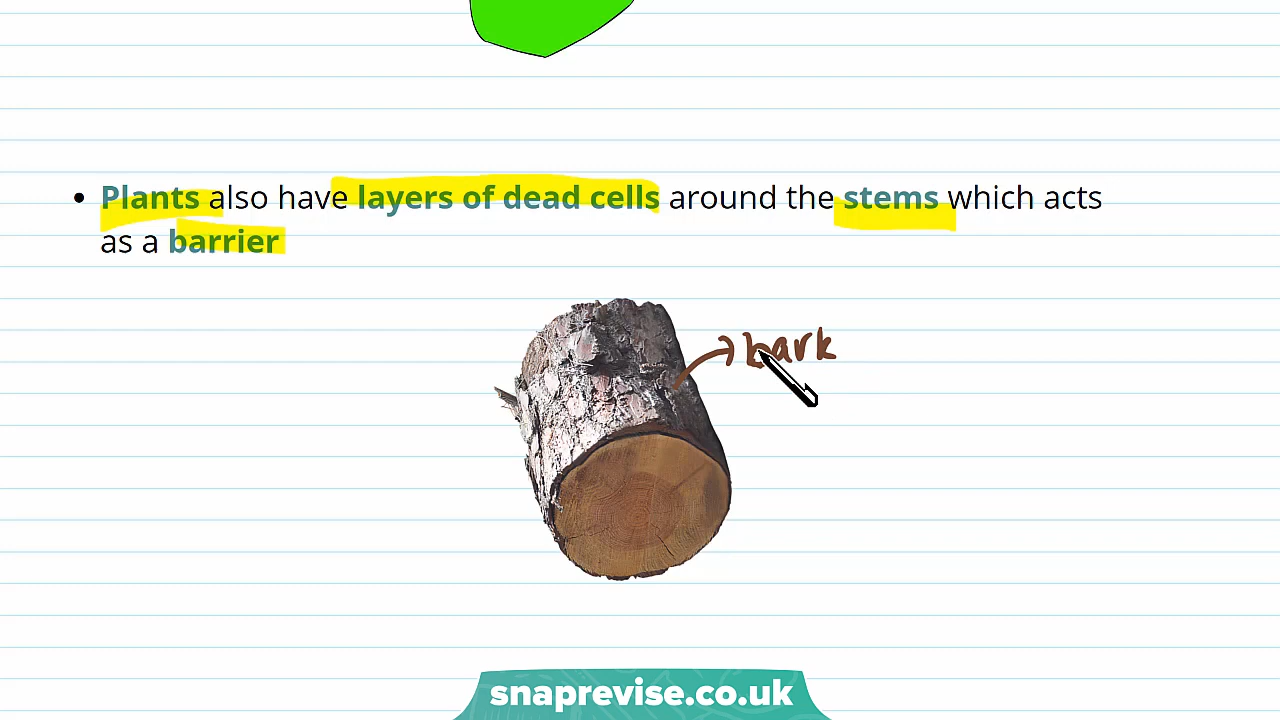 Plants also have layers of dead cells around the stems which acts
as a barrier
bark
snaprevise.co.uk